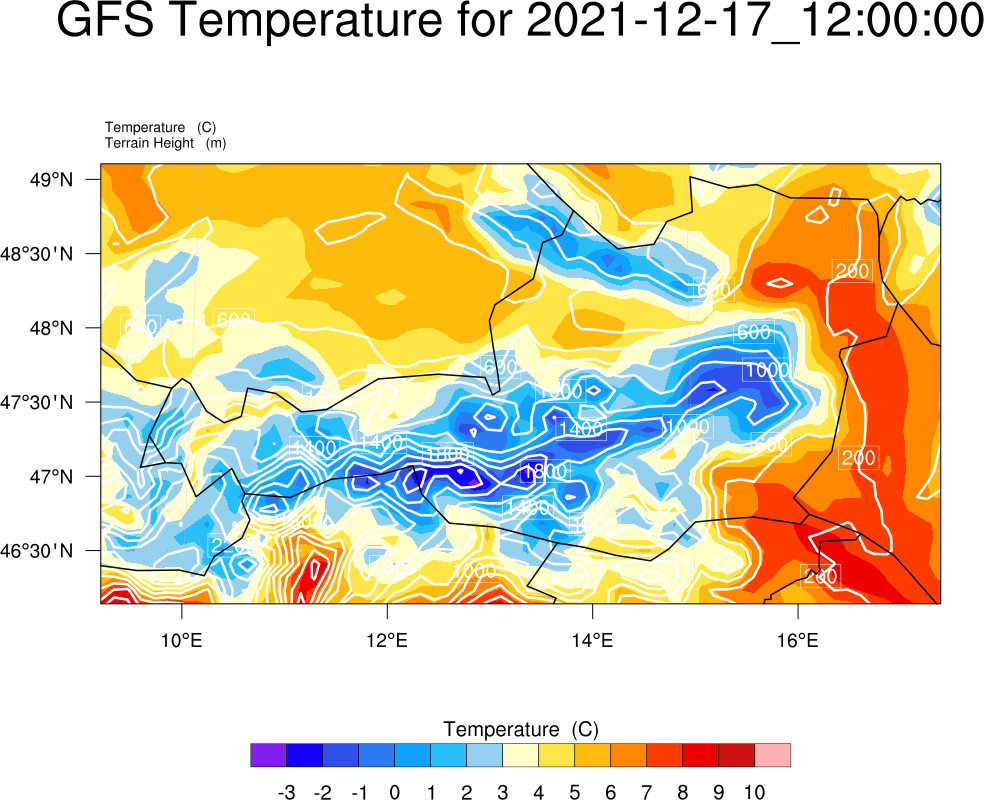 GFS Temperature for 2021-12-17_12:00:00
Temperature (C)
Terrain Height (m)
49°N
48°30'N
48°N
47°30'N
47°N
46°30'N
10°E 12°E 14°E 16°E
200
600
600 600
600
600
1000
1000
1400 1000
1400 1400
600
1800
200
1800
1400
1000
200
Temperature (C)
-3 -2 -1 0 1 2 3 4 5 6 7 8 9 10